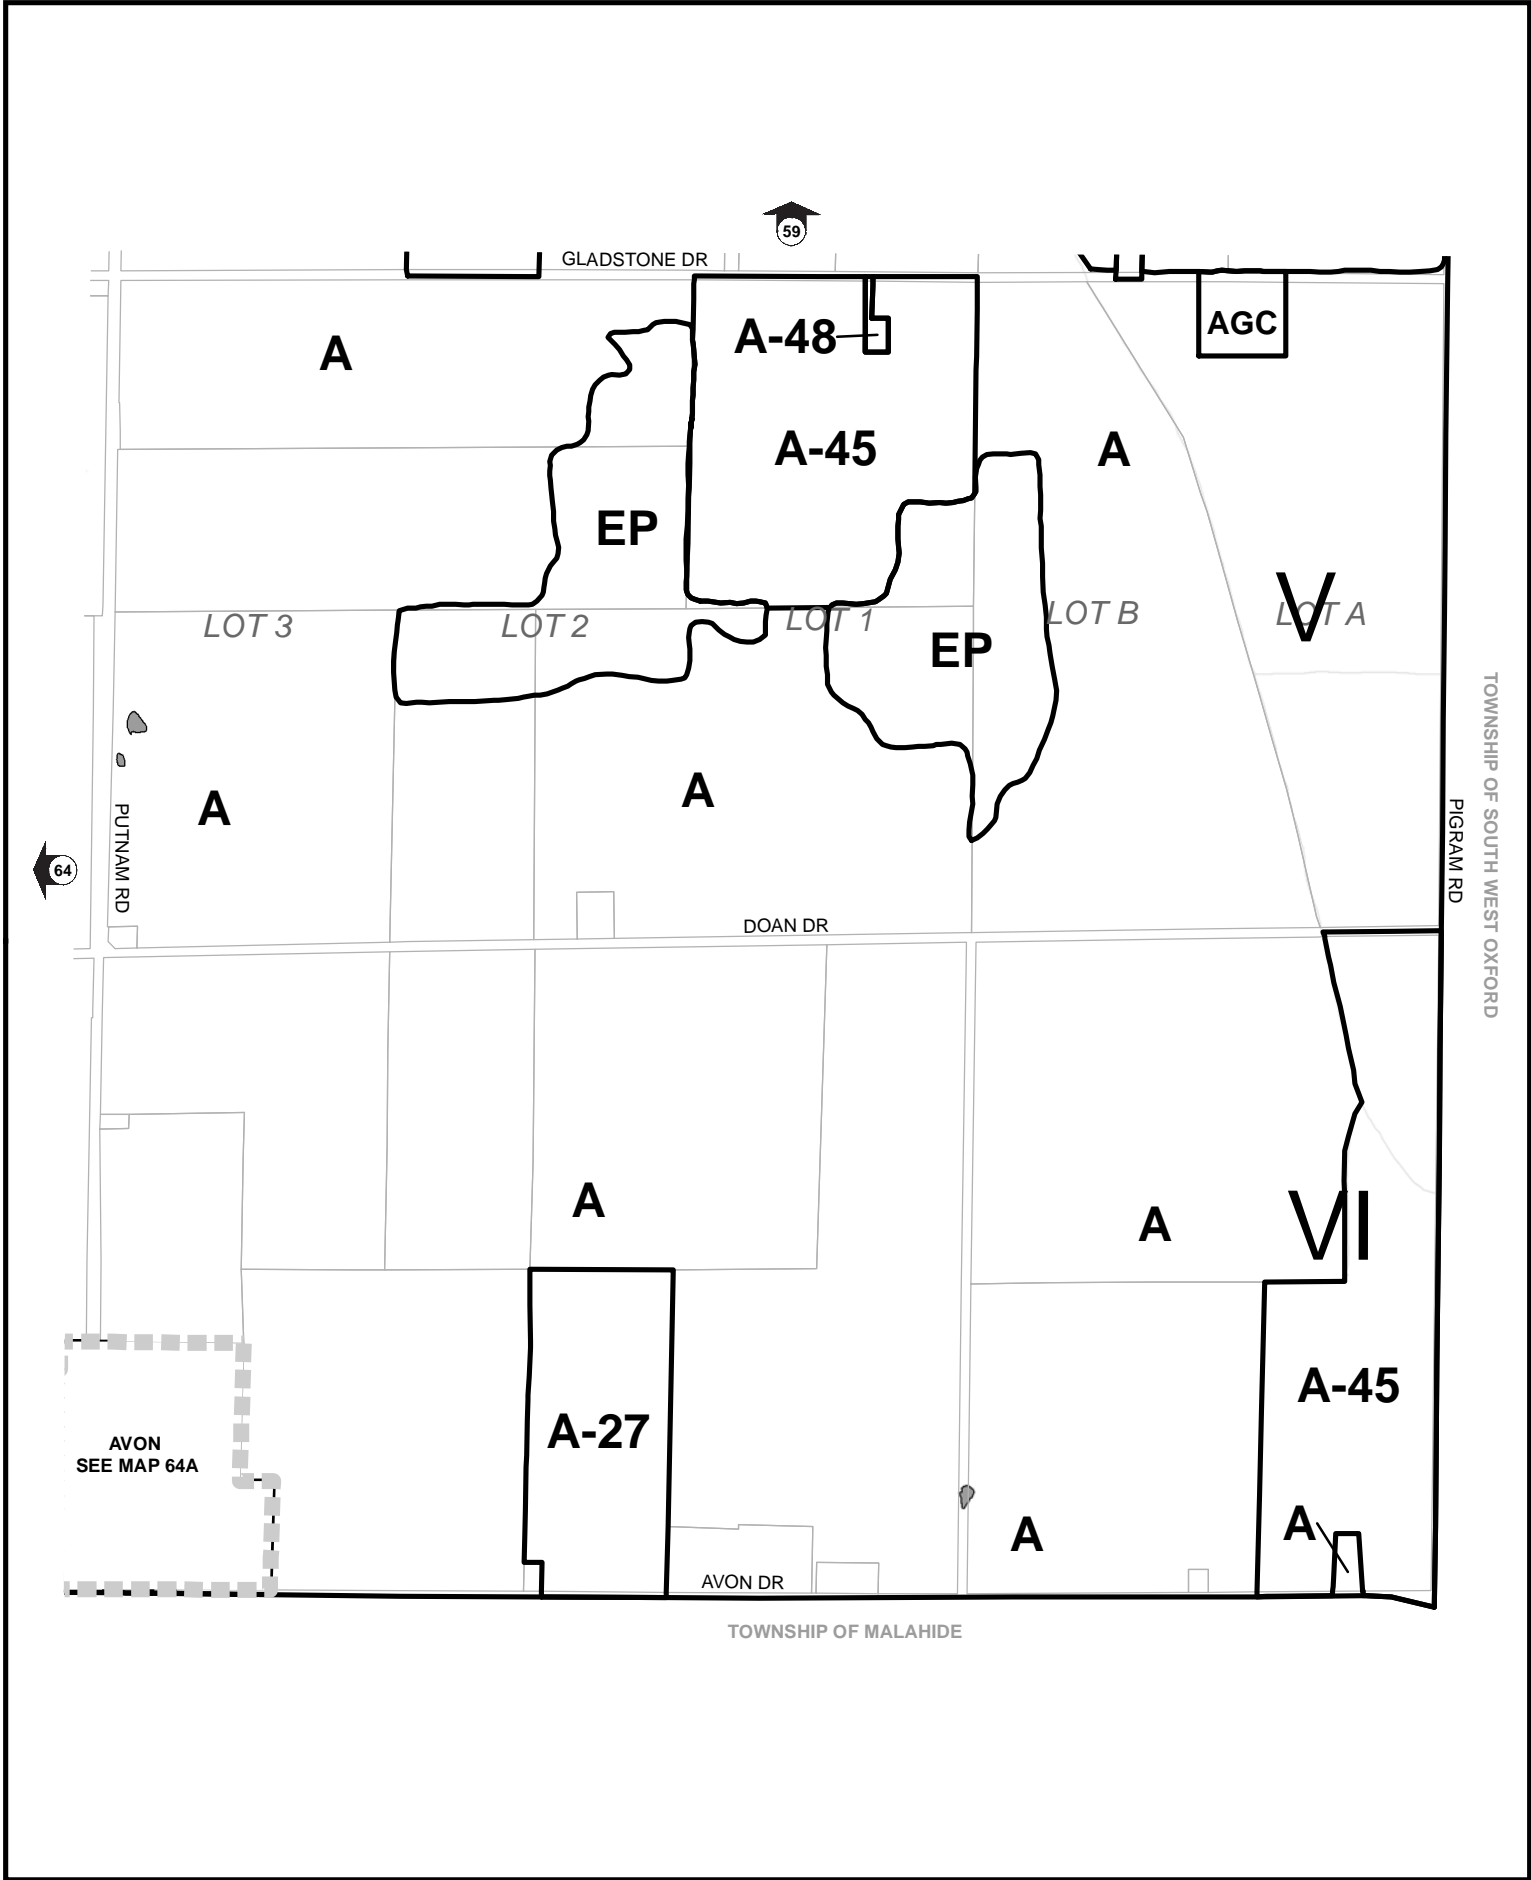 59
GLADSTONE DR
AGC
A-48
A
A-45
A
EP
V
LOT 3
LOT 2
LOT 1
LOT B
LOT A
EP
TOWNSHIP OF SOUTH WEST OXFORD
A
A
PUTNAM RD
PIGRAM RD
64
DOAN DR
A
A
VI
A-45
A-27
AVON
SEE MAP 64A
A
A
AVON DR
TOWNSHIP OF MALAHIDE